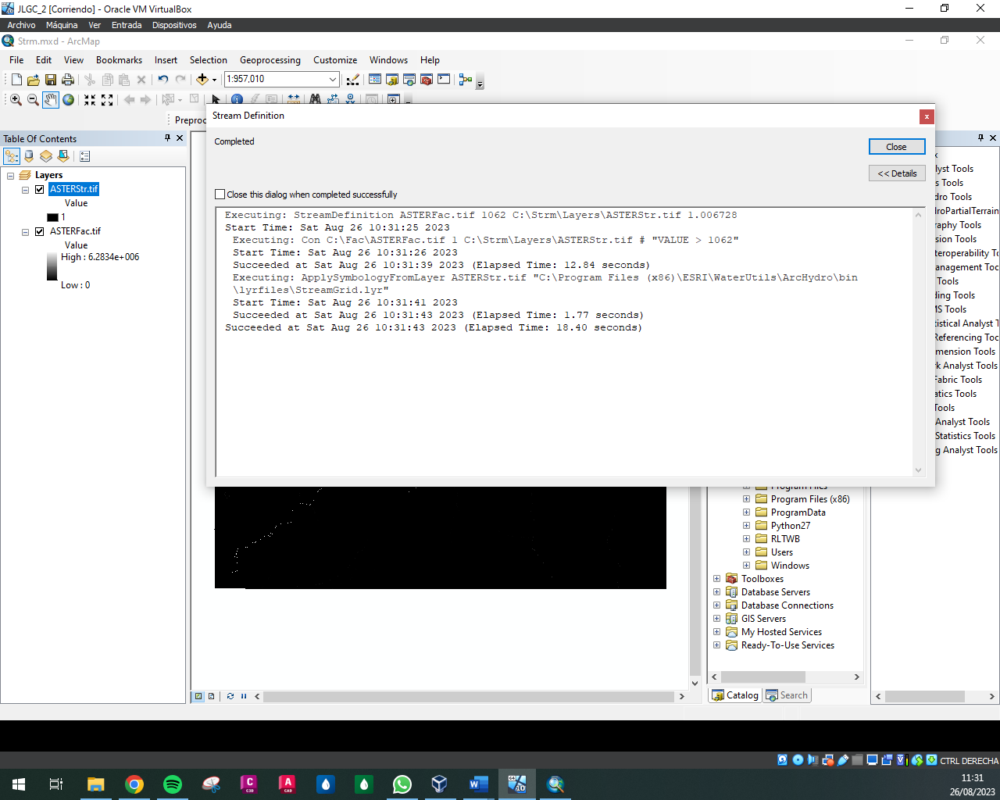 JLGC_2 [Corriendo] - Oracle VM VirtualBox
Archivo Máquina Ver Entrada Dispositivos Ayuda
Strm.mxd - ArcMap
File Edit View Bookmarks Insert Selection Geoprocessing Customize Windows Help
1:957,010
Preproc
Stream Definition
Completed
Close
<< Details
Close this dialog when completed successfully
Executing: StreamDefinition ASTERFac.tif 1062 C:\Strm\Layers\ASTERStr.tif 1.006728
Start Time: Sat Aug 26 10:31:25 2023
Executing: Con C:\Fac\ASTERFac.tif 1 C:\Strm\Layers\ASTERStr.tif # "VALUE > 1062"
Start Time: Sat Aug 26 10:31:26 2023
Succeeded at Sat Aug 26 10:31:39 2023 (Elapsed Time: 12.84 seconds)
Executing: ApplySymbologyFromLayer ASTERStr.tif "C:\Program Files (x86)\ESRI\WaterUtils\ArcHydro\bin
\lyrfiles\StreamGrid.lyr"
Start Time: Sat Aug 26 10:31:41 2023
Succeeded at Sat Aug 26 10:31:43 2023 (Elapsed Time: 1.77 seconds)
Succeeded at Sat Aug 26 10:31:43 2023 (Elapsed Time: 18.40 seconds)
Table Of Contents
Layers
ASTERStr.tif
Value
1
ASTERFac.tif
Value
High : 6.2834e+006
Low : 0
x
lyst Tools
s Tools
dro Tools
droPartialTerrain
raphy Tools
rsion Tools
teroperability To
nagement Tools
Tools
ding Tools
MS Tools
tistical Analyst T
Referencing Too
mension Tools
rk Analyst Tools
Fabric Tools
atics Tools
Tools
Analyst Tools
Statistics Tools
g Analyst Tools
Program Files
Program Files (x86)
ProgramData
Python27
RLTWB
Users
Windows
Toolboxes
Database Servers
Database Connections
GIS Servers
My Hosted Services
Ready-To-Use Services
Catalog Search
CTRL DERECHA
11:31
26/08/2023